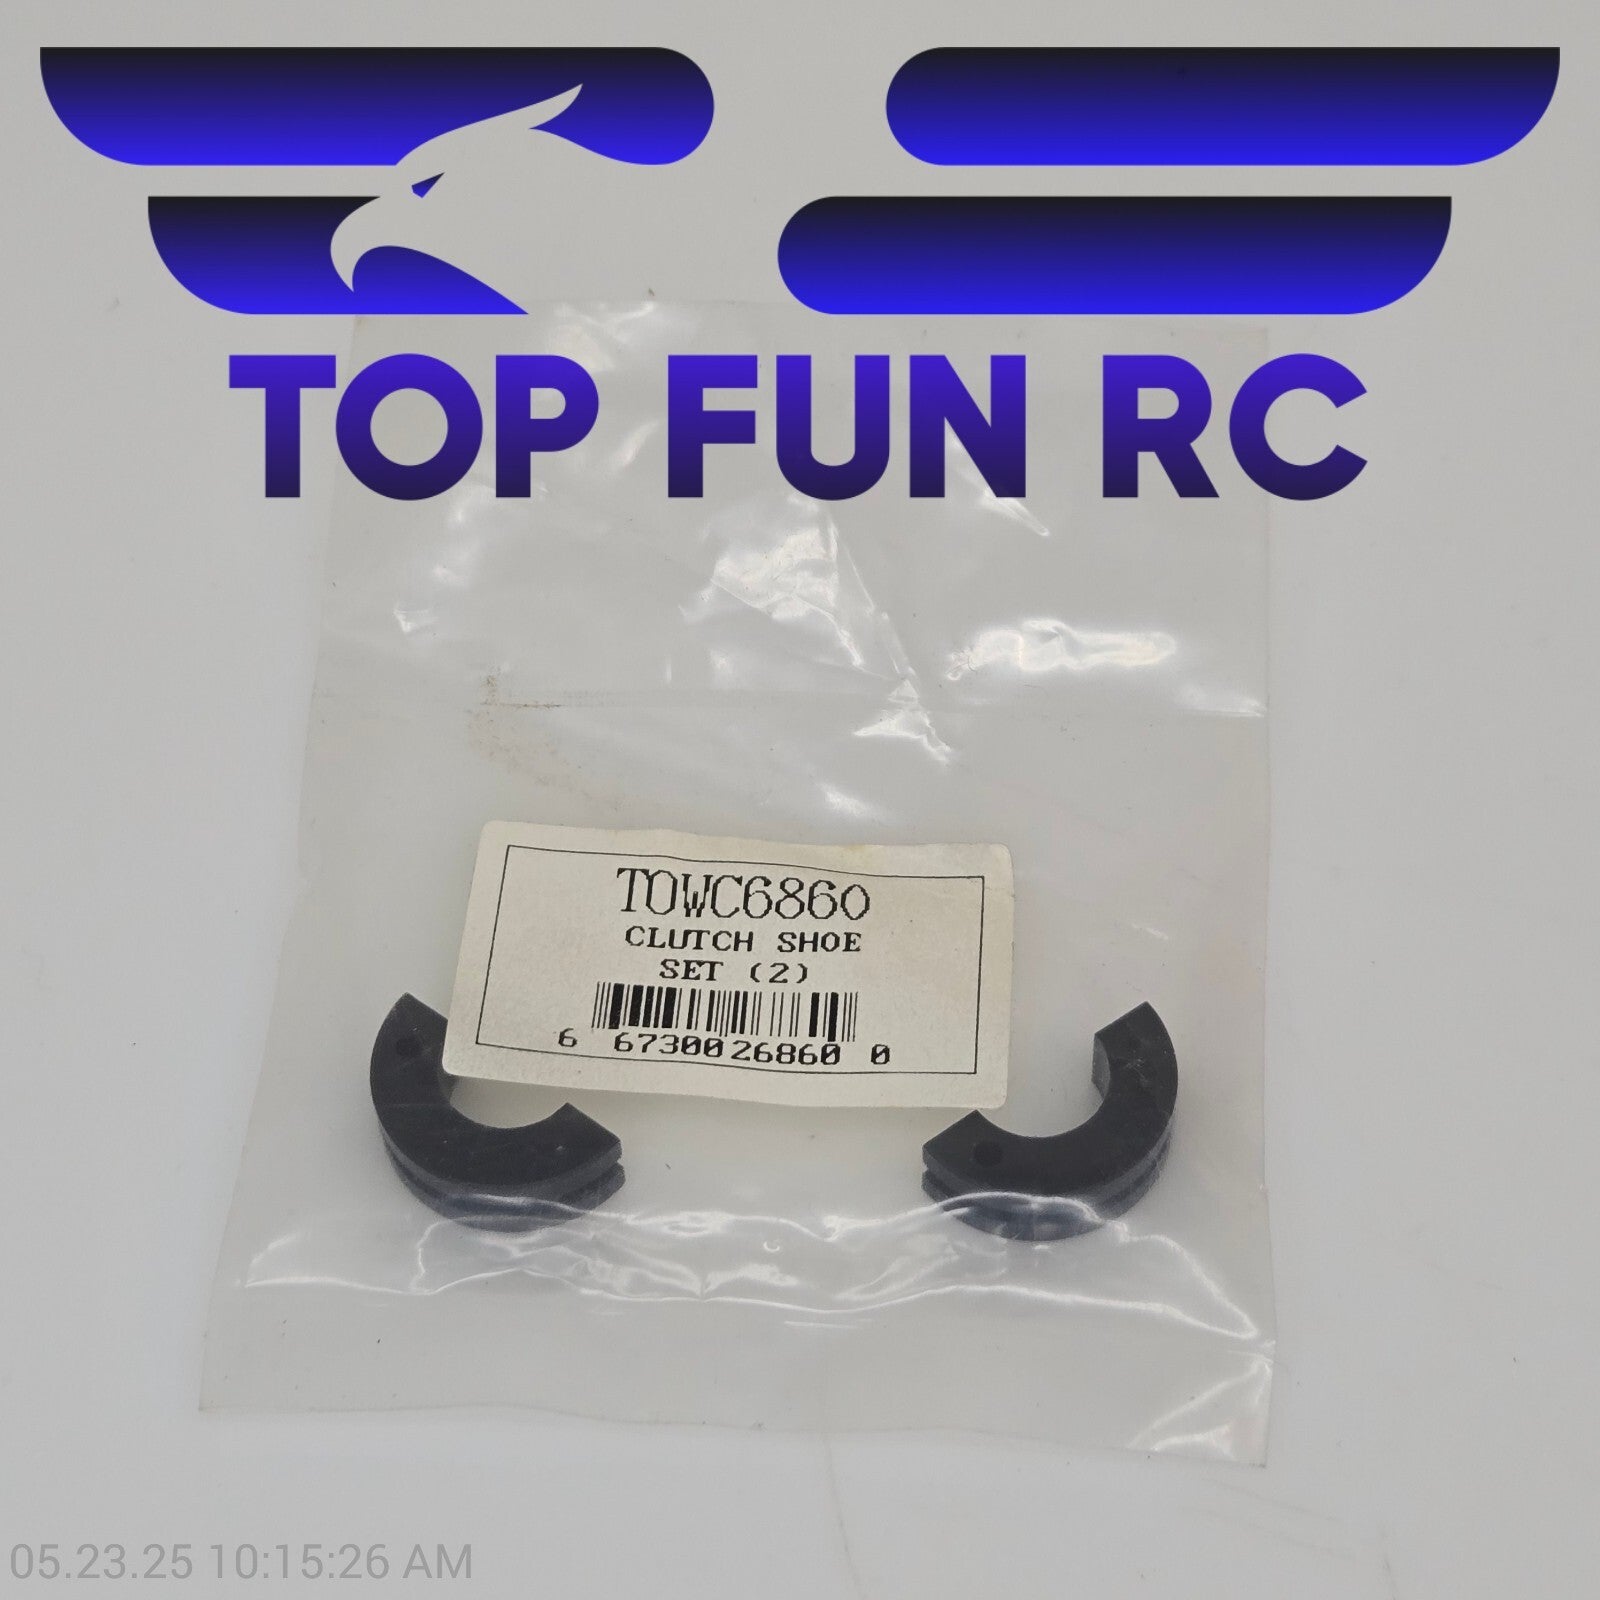 TOP FUN RC
TOWC6860
CLUTCH SHOE
SET (2)
6 67300 26860 0
05.23.25 10:15:26 AM